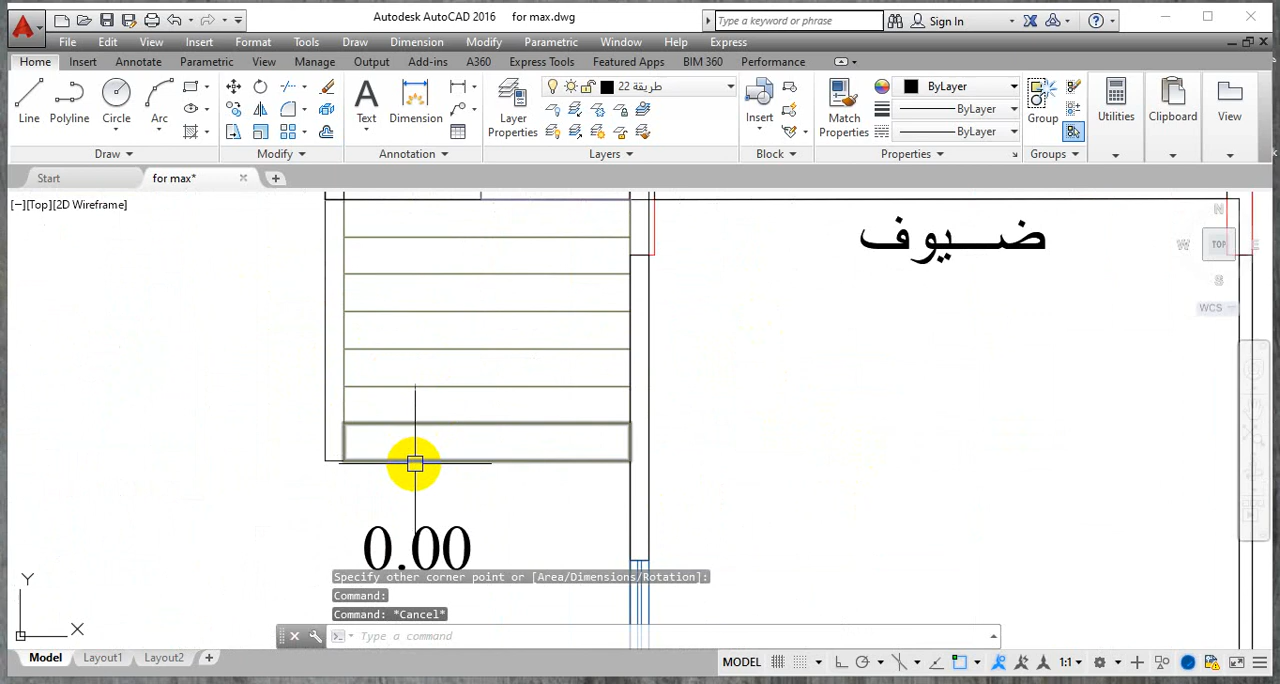 Autodesk AutoCAD 2016 for max.dwg
Type a keyword or phrase
Sign In
File Edit View Insert Format Tools Draw Dimension Modify Parametric Window Help Express
Home Insert Annotate Parametric View Manage Output Add-ins A360 Express Tools Featured Apps BIM 360 Performance
Line Polyline Circle Arc
Text Dimension
Layer Properties
طريقة 22
Insert
Match Properties
ByLayer
ByLayer
ByLayer
Group
Utilities
Clipboard
View
Draw Modify Annotation Layers Block Properties Groups
Start for max*
[−][Top][2D Wireframe]
ضـــيوف
N
W TOP E
S
WCS
0.00
Specify other corner point or [Area/Dimensions/Rotation]:
Command:
Command: *Cancel*
Type a command
Y
X
Model Layout1 Layout2
MODEL 1:1